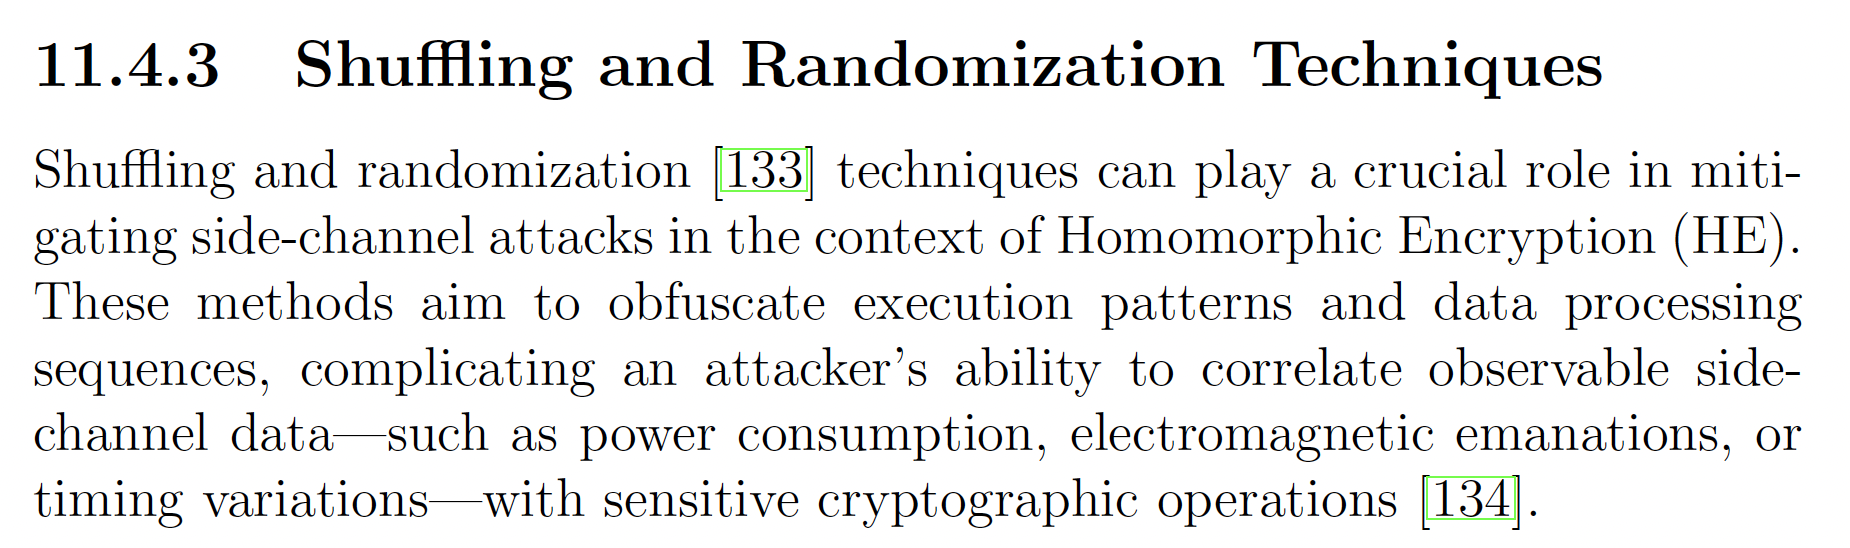 11.4.3 Shuffling and Randomization Techniques
Shuffling and randomization [133] techniques can play a crucial role in miti-
gating side-channel attacks in the context of Homomorphic Encryption (HE).
These methods aim to obfuscate execution patterns and data processing
sequences, complicating an attacker’s ability to correlate observable side-
channel data—such as power consumption, electromagnetic emanations, or
timing variations—with sensitive cryptographic operations [134].